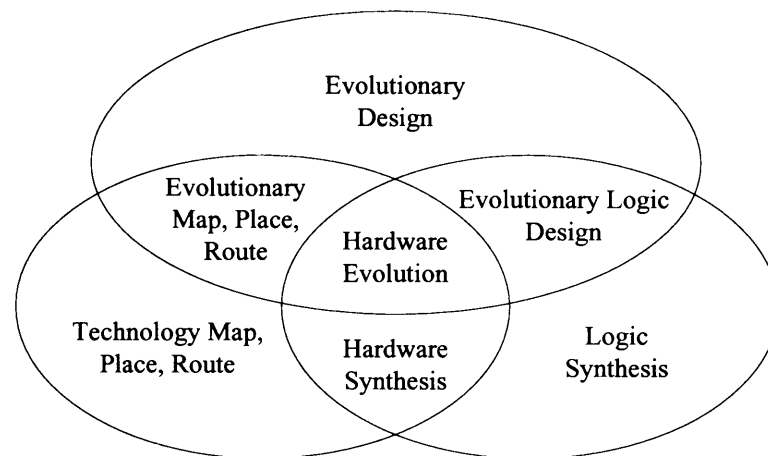 Evolutionary
Design
Evolutionary
Map, Place,
Route
Evolutionary Logic
Design
Hardware
Evolution
Technology Map,
Place, Route
Hardware
Synthesis
Logic
Synthesis